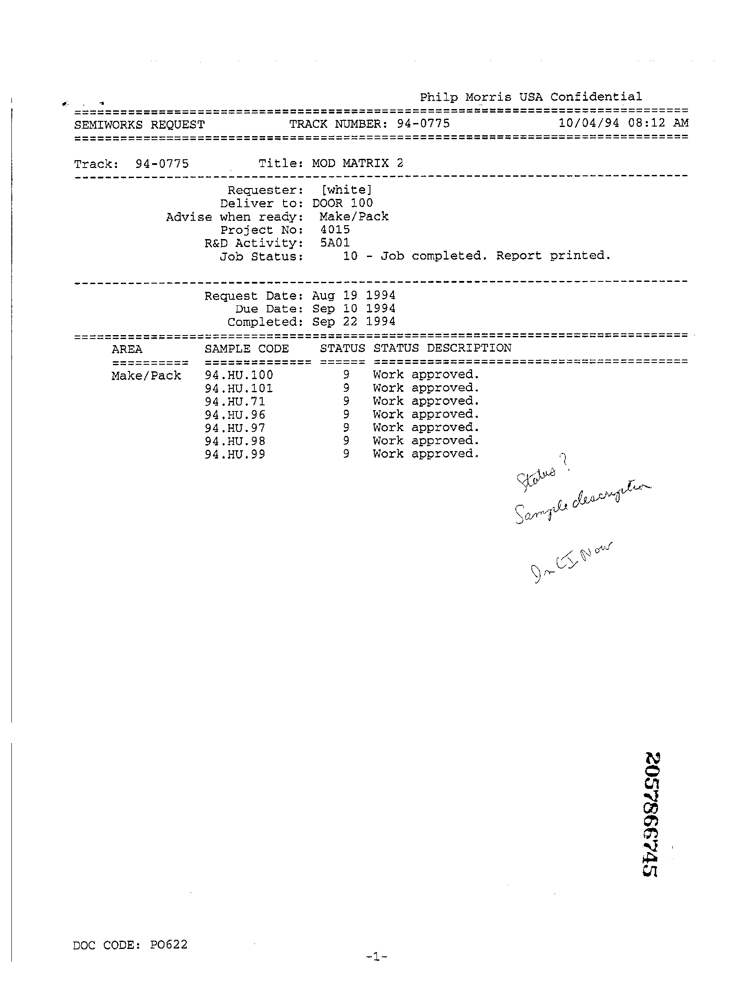 Philp Morris USA Confidential
SEMIWORKS REQUEST TRACK NUMBER: 94-0775 10/04/94 08:12 AM
Track: 94-0775 Title: MOD MATRIX 2
Requester: [white]
Deliver to: DOOR 100
Advise when ready: Make/Pack
Project No: 4015
R&D Activity: 5A01
Job Status: 10 - Job completed. Report printed.
Request Date: Aug 19 1994
Due Date: Sep 10 1994
Completed: Sep 22 1994
AREA SAMPLE CODE STATUS STATUS DESCRIPTION
Make/Pack 94.HU.100 9 Work approved.
94.HU.101 9 Work approved.
94.HU.71 9 Work approved.
94.HU.96 9 Work approved.
94.HU.97 9 Work approved.
94.HU.98 9 Work approved.
94.HU.99 9 Work approved.
Status ?
Sample description
In CI Now
2057866745
DOC CODE: PO622
-1-